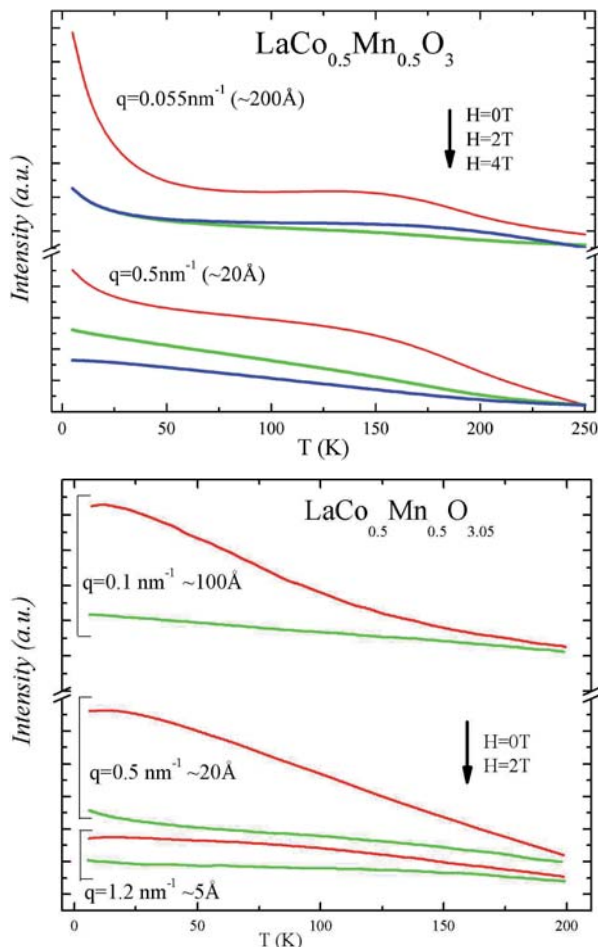 LaCo0.5Mn0.5O3
q=0.055nm-1 (~200Å)
H=0T
H=2T
H=4T
Intensity (a.u.)
q=0.5nm-1 (~20Å)
0 50 100 150 200 250
T (K)
LaCo0.5Mn0.5O3.05
q=0.1 nm-1 ~100Å
Intensity (a.u.)
q=0.5 nm-1 ~20Å
H=0T
H=2T
q=1.2 nm-1 ~5Å
0 50 100 150 200
T (K)